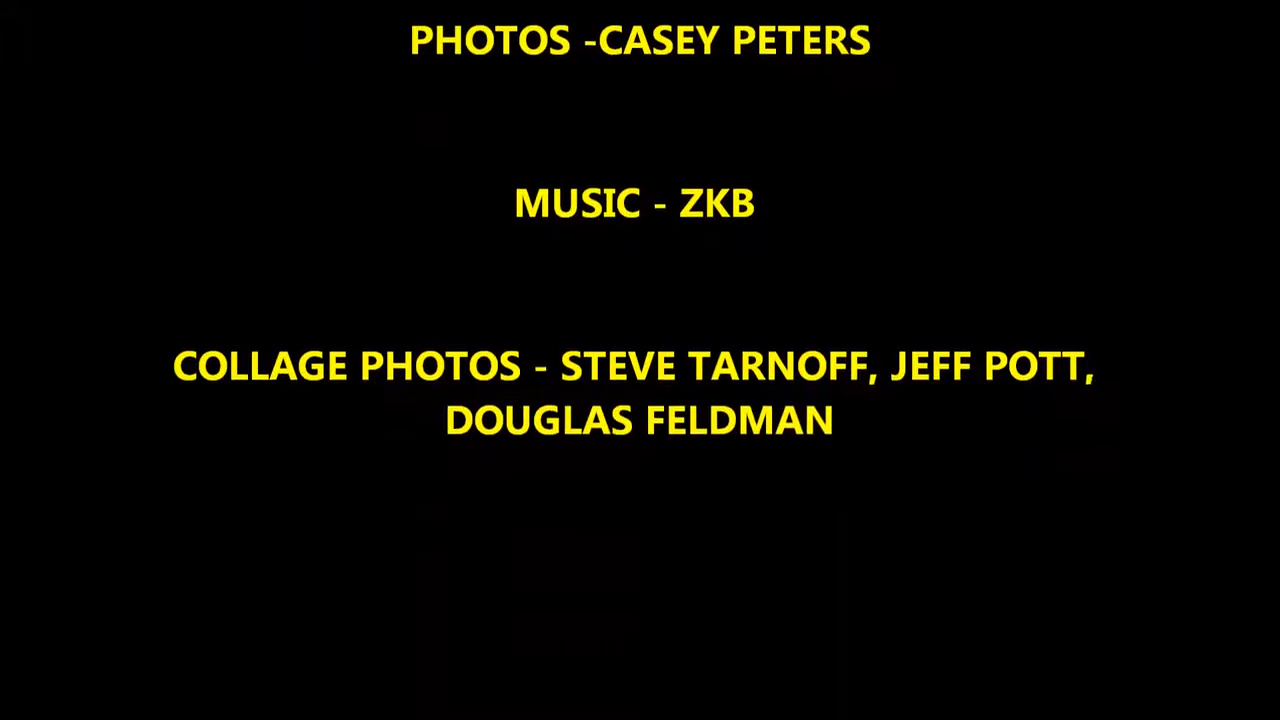 PHOTOS -CASEY PETERS
MUSIC - ZKB
COLLAGE PHOTOS - STEVE TARNOFF, JEFF POTT,
DOUGLAS FELDMAN